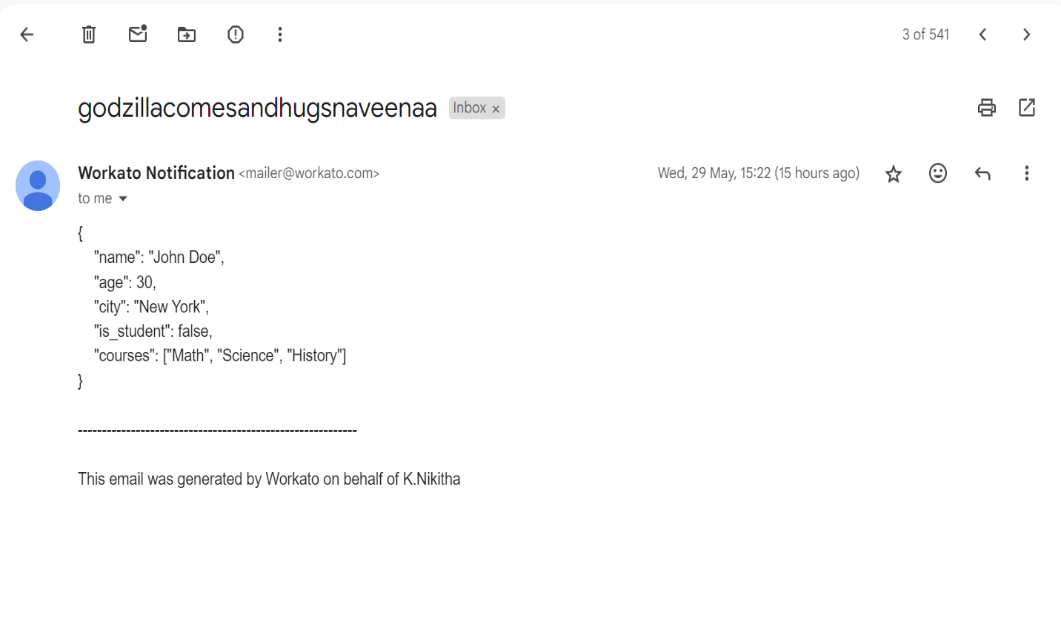 3 of 541
godzillacomesandhugsnaveenaa Inbox ×
Workato Notification <mailer@workato.com> Wed, 29 May, 15:22 (15 hours ago)
to me
{
"name": "John Doe",
"age": 30,
"city": "New York",
"is_student": false,
"courses": ["Math", "Science", "History"]
}
-----------------------------------------------------------
This email was generated by Workato on behalf of K.Nikitha